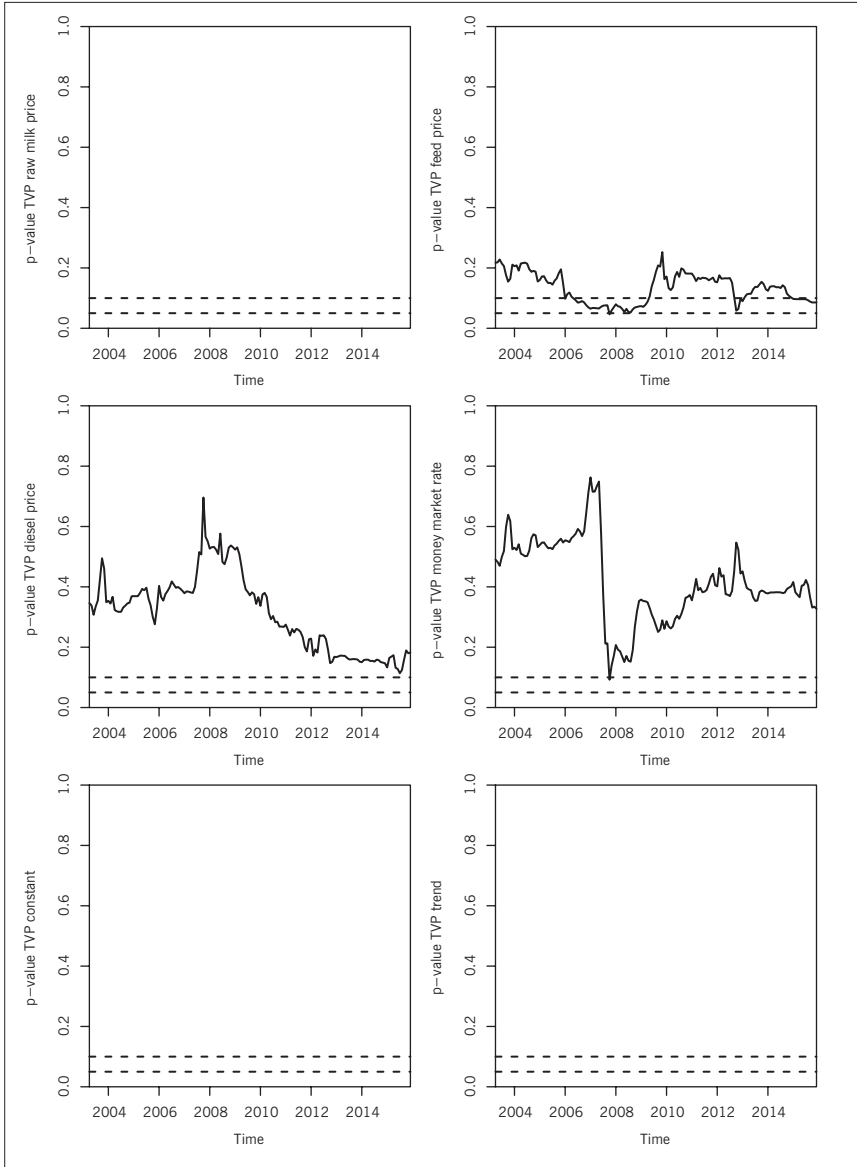 p−value TVP raw milk price
0.0 0.2 0.4 0.6 0.8 1.0
2004 2006 2008 2010 2012 2014
Time
p−value TVP feed price
0.0 0.2 0.4 0.6 0.8 1.0
2004 2006 2008 2010 2012 2014
Time
p−value TVP diesel price
0.0 0.2 0.4 0.6 0.8 1.0
2004 2006 2008 2010 2012 2014
Time
p−value TVP money market rate
0.0 0.2 0.4 0.6 0.8 1.0
2004 2006 2008 2010 2012 2014
Time
p−value TVP constant
0.0 0.2 0.4 0.6 0.8 1.0
2004 2006 2008 2010 2012 2014
Time
p−value TVP trend
0.0 0.2 0.4 0.6 0.8 1.0
2004 2006 2008 2010 2012 2014
Time